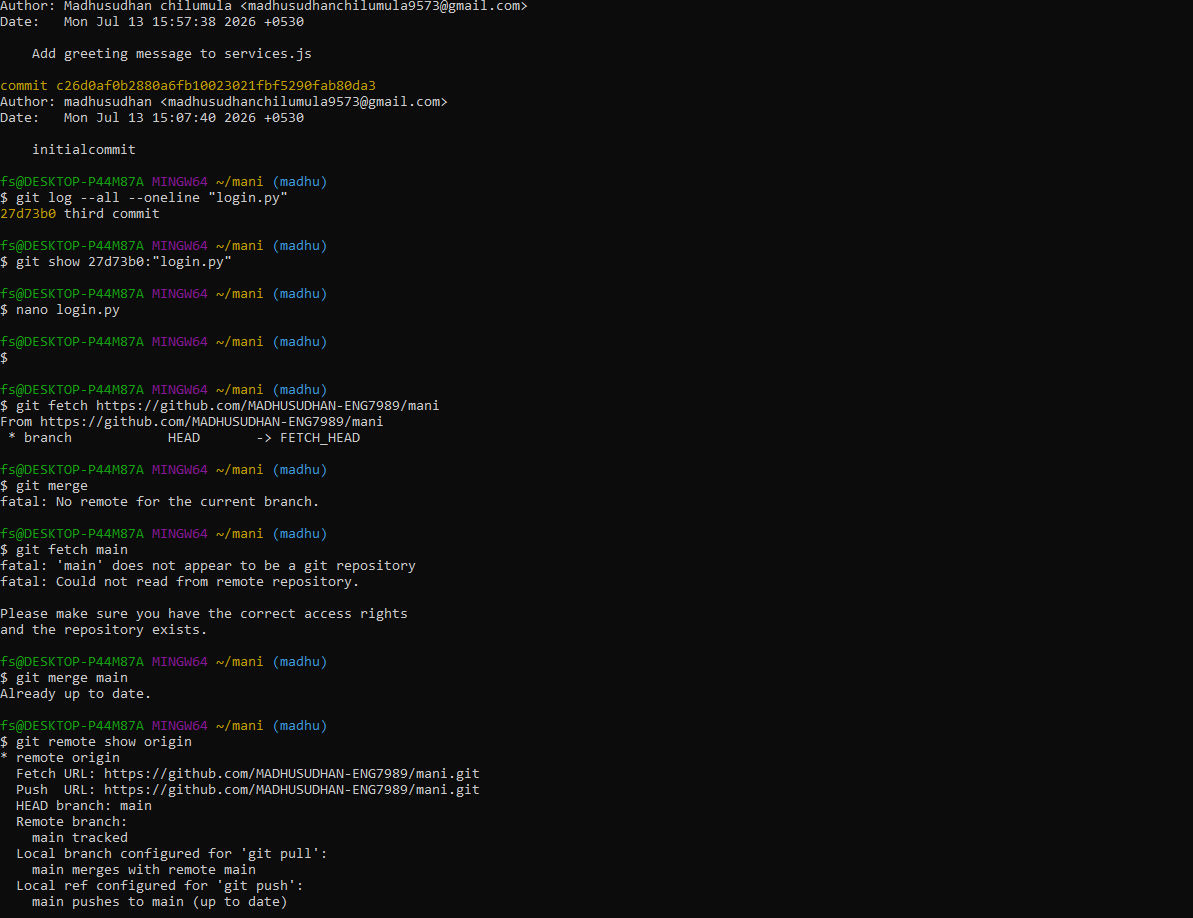 Author: Madhusudhan chilumula <madhusudhanchilumula9573@gmail.com>
Date:   Mon Jul 13 15:57:38 2026 +0530

    Add greeting message to services.js

commit c26d0af0b2880a6fb10023021fbf5290fab80da3
Author: madhusudhan <madhusudhanchilumula9573@gmail.com>
Date:   Mon Jul 13 15:07:40 2026 +0530

    initialcommit

fs@DESKTOP-P44M87A MINGW64 ~/mani (madhu)
$ git log --all --oneline "login.py"
27d73b0 third commit

fs@DESKTOP-P44M87A MINGW64 ~/mani (madhu)
$ git show 27d73b0:"login.py"

fs@DESKTOP-P44M87A MINGW64 ~/mani (madhu)
$ nano login.py

fs@DESKTOP-P44M87A MINGW64 ~/mani (madhu)
$

fs@DESKTOP-P44M87A MINGW64 ~/mani (madhu)
$ git fetch https://github.com/MADHUSUDHAN-ENG7989/mani
From https://github.com/MADHUSUDHAN-ENG7989/mani
 * branch            HEAD       -> FETCH_HEAD

fs@DESKTOP-P44M87A MINGW64 ~/mani (madhu)
$ git merge
fatal: No remote for the current branch.

fs@DESKTOP-P44M87A MINGW64 ~/mani (madhu)
$ git fetch main
fatal: 'main' does not appear to be a git repository
fatal: Could not read from remote repository.

Please make sure you have the correct access rights
and the repository exists.

fs@DESKTOP-P44M87A MINGW64 ~/mani (madhu)
$ git merge main
Already up to date.

fs@DESKTOP-P44M87A MINGW64 ~/mani (madhu)
$ git remote show origin
* remote origin
  Fetch URL: https://github.com/MADHUSUDHAN-ENG7989/mani.git
  Push  URL: https://github.com/MADHUSUDHAN-ENG7989/mani.git
  HEAD branch: main
  Remote branch:
    main tracked
  Local branch configured for 'git pull':
    main merges with remote main
  Local ref configured for 'git push':
    main pushes to main (up to date)